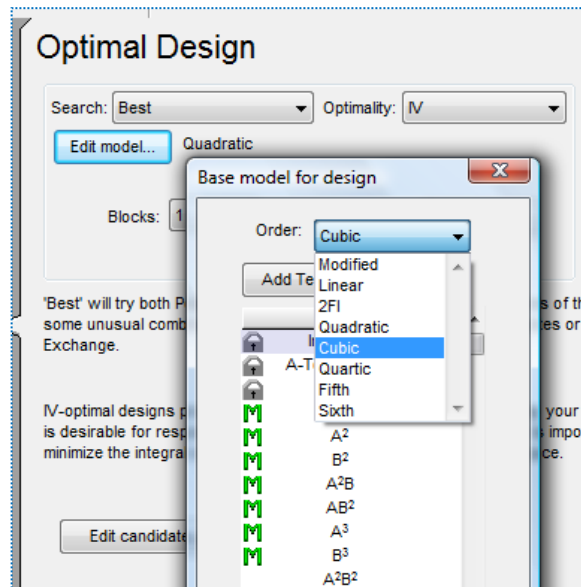 Optimal Design
Search: Best Optimality: IV
Edit model... Quadratic
Base model for design
Blocks: 1
Order: Cubic
Modified
Linear
2FI
Quadratic
Cubic
Quartic
Fifth
Sixth
Add Te
'Best' will try both P s of th
some unusual comb tes or
Exchange.
A-T
IV-optimal designs p your
is desirable for resp s impo
minimize the integra ce.
A²
B²
A²B
AB²
A³
B³
A²B²
Edit candidate